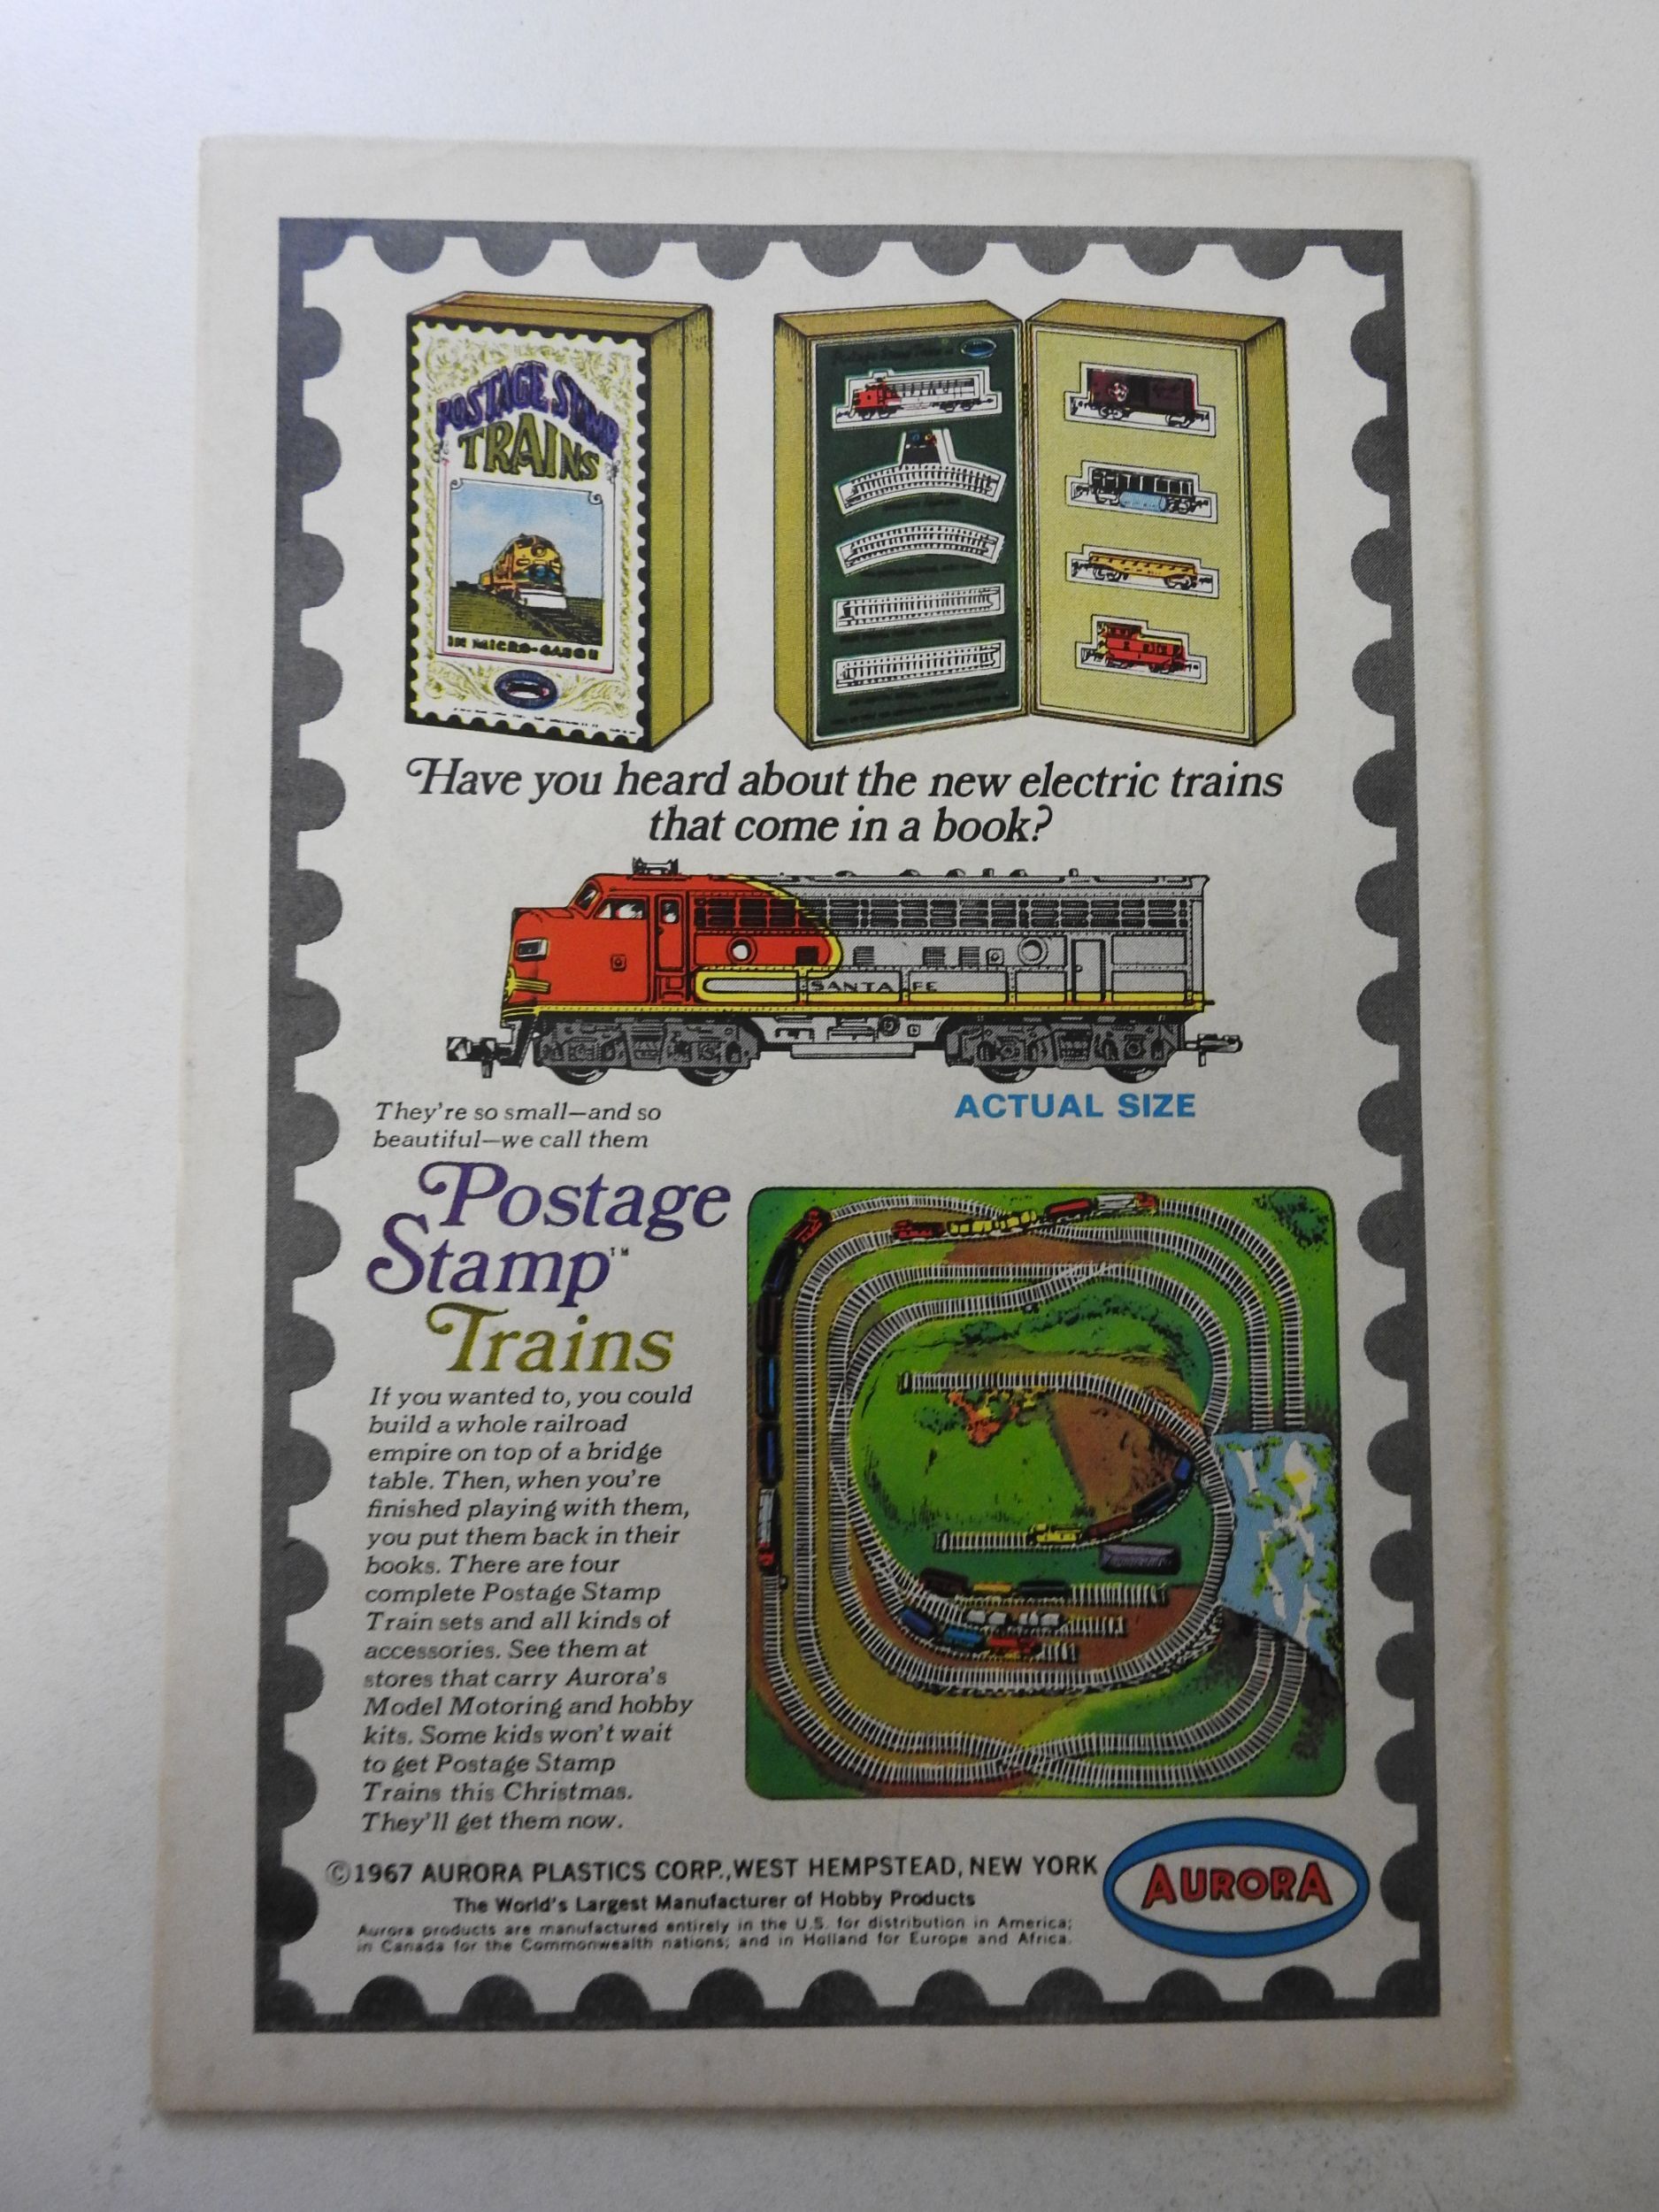 POSTAGE STAMP
TRAINS
IN MICRO-GAUGE
Have you heard about the new electric trains
that come in a book?
SANTA FE
ACTUAL SIZE
They're so small—and so
beautiful—we call them
Postage
Stamp™
Trains
If you wanted to, you could
build a whole railroad
empire on top of a bridge
table. Then, when you're
finished playing with them,
you put them back in their
books. There are four
complete Postage Stamp
Train sets and all kinds of
accessories. See them at
stores that carry Aurora's
Model Motoring and hobby
kits. Some kids won't wait
to get Postage Stamp
Trains this Christmas.
They'll get them now.
©1967 AURORA PLASTICS CORP., WEST HEMPSTEAD, NEW YORK
The World's Largest Manufacturer of Hobby Products
Aurora products are manufactured entirely in the U.S. for distribution in America;
in Canada for the Commonwealth nations; and in Holland for Europe and Africa.
AURORA